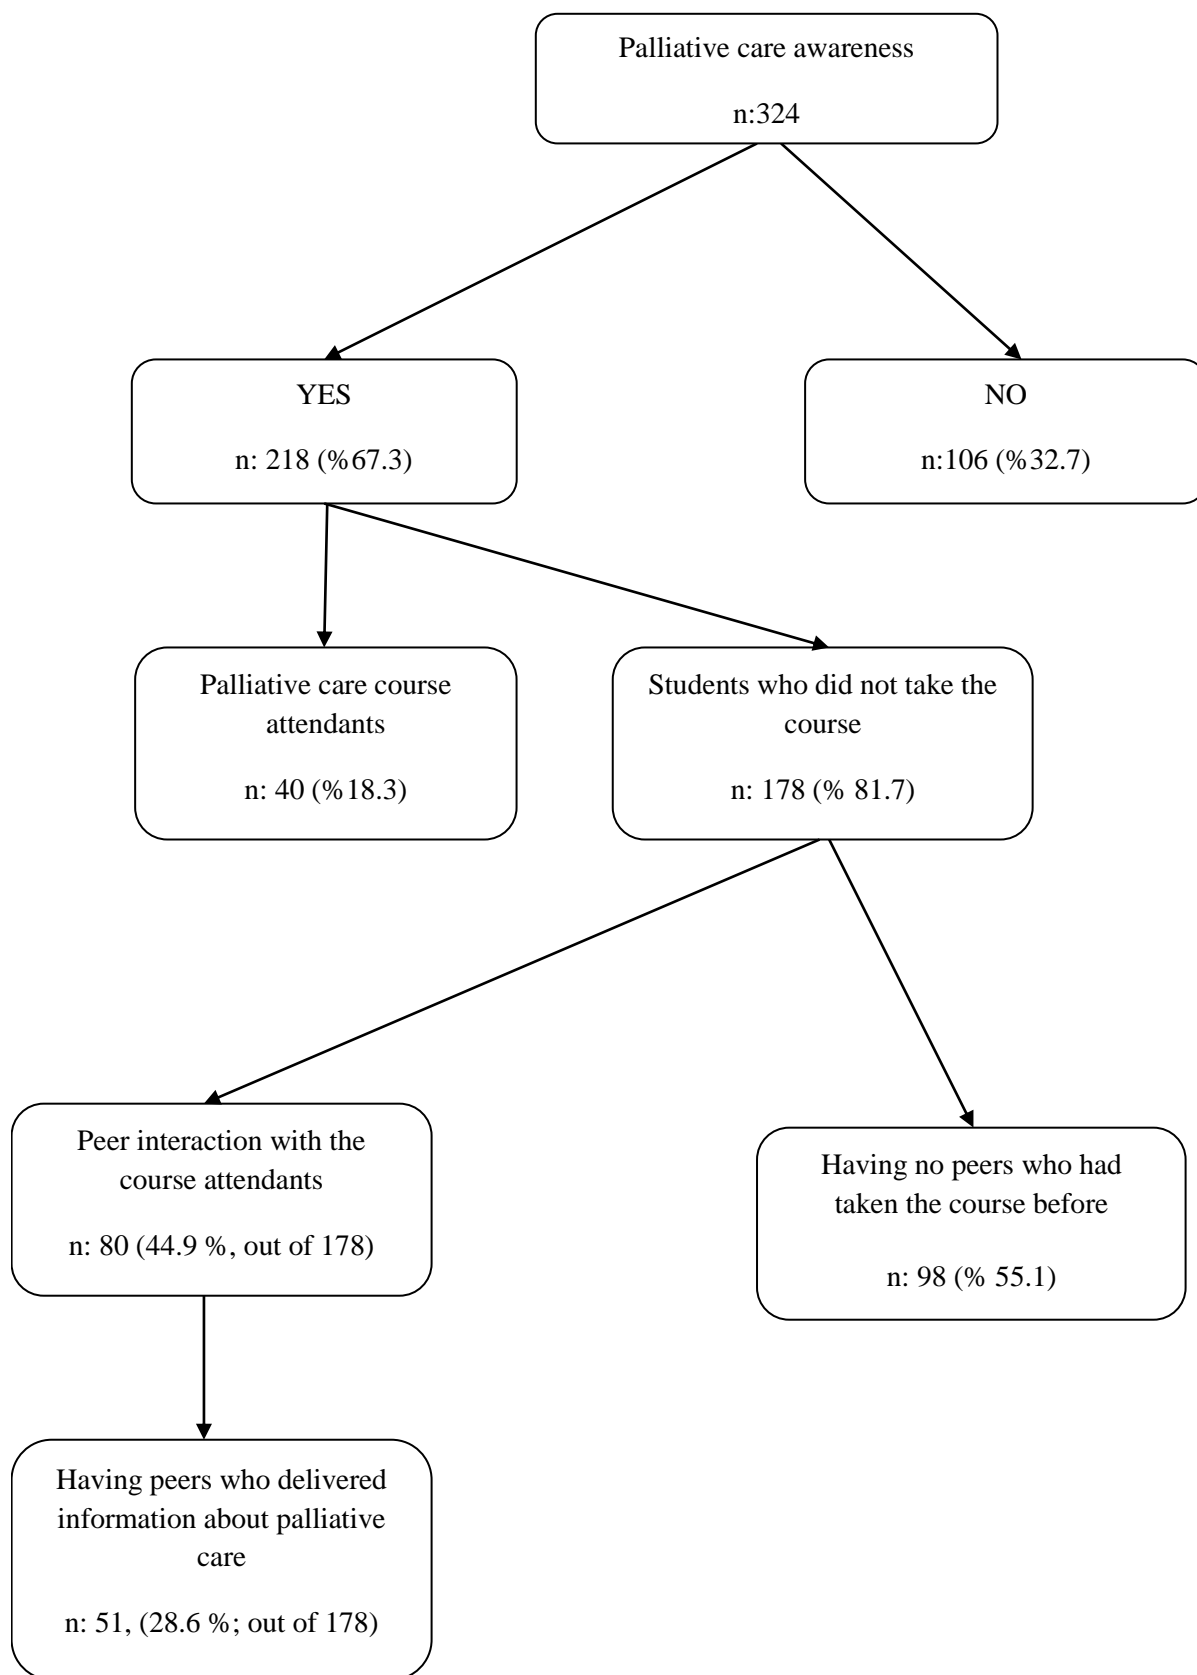 Palliative care awareness
n:324
YES
n: 218 (%67.3)
NO
n:106 (%32.7)
Palliative care course
attendants
n: 40 (%18.3)
Students who did not take the
course
n: 178 (% 81.7)
Peer interaction with the
course attendants
n: 80 (44.9 %, out of 178)
Having no peers who had
taken the course before
n: 98 (% 55.1)
Having peers who delivered
information about palliative
care
n: 51, (28.6 %; out of 178)